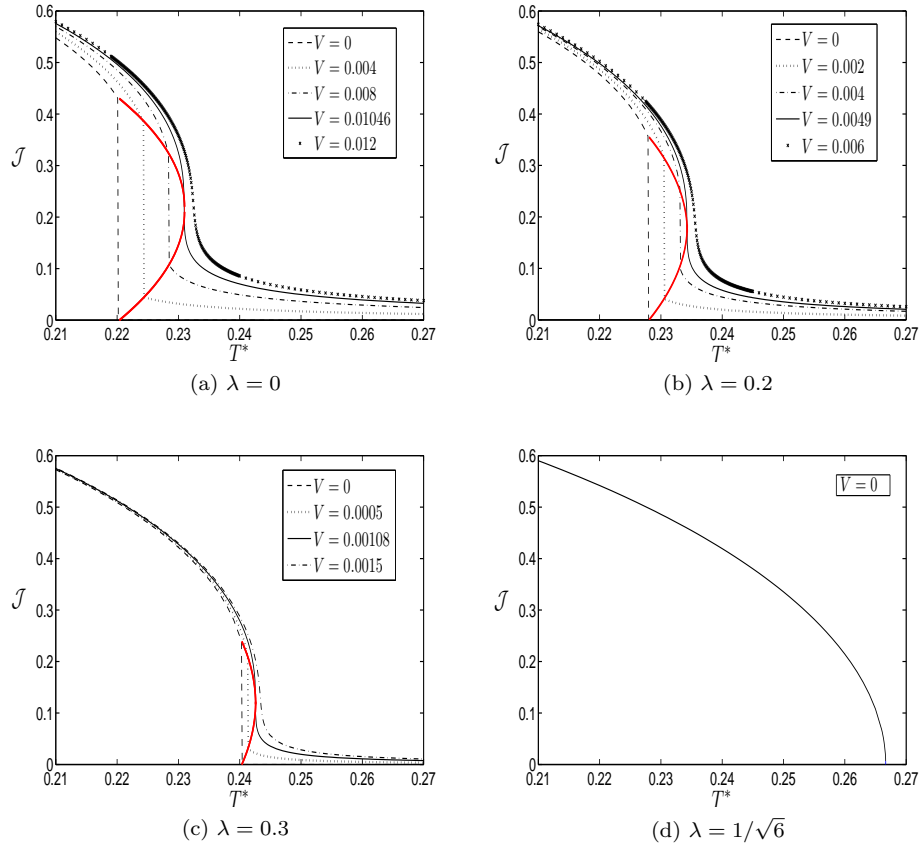 0.6
0.5
0.4
0.3
0.2
0.1
0
𝒥
V = 0
V = 0.004
V = 0.008
V = 0.01046
V = 0.012
0.21 0.22 0.23 0.24 0.25 0.26 0.27
T*
(a) λ = 0
0.6
0.5
0.4
0.3
0.2
0.1
0
𝒥
V = 0
V = 0.002
V = 0.004
V = 0.0049
V = 0.006
0.21 0.22 0.23 0.24 0.25 0.26 0.27
T*
(b) λ = 0.2
0.6
0.5
0.4
0.3
0.2
0.1
0
𝒥
V = 0
V = 0.0005
V = 0.00108
V = 0.0015
0.21 0.22 0.23 0.24 0.25 0.26 0.27
T*
(c) λ = 0.3
0.6
0.5
0.4
0.3
0.2
0.1
0
𝒥
V = 0
0.21 0.22 0.23 0.24 0.25 0.26 0.27
T*
(d) λ = 1/√6